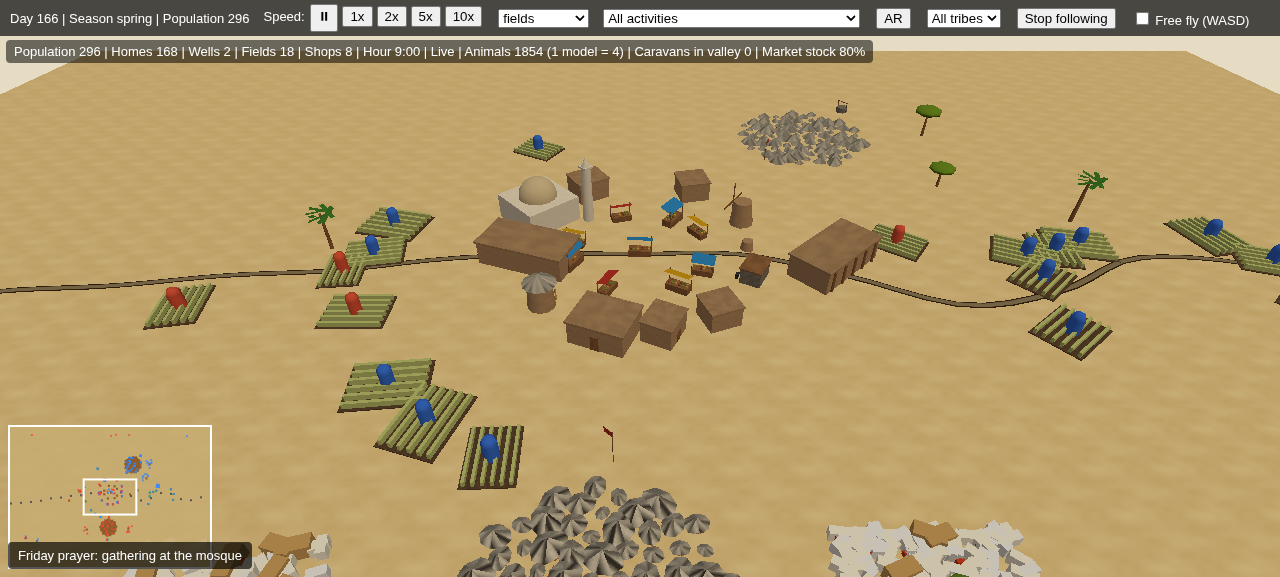 Day 166 | Season spring | Population 296 Speed: ⏸ 1x 2x 5x 10x fields All activities AR All tribes Stop following Free fly (WASD)
Population 296 | Homes 168 | Wells 2 | Fields 18 | Shops 8 | Hour 9:00 | Live | Animals 1854 (1 model = 4) | Caravans in valley 0 | Market stock 80%
Friday prayer: gathering at the mosque